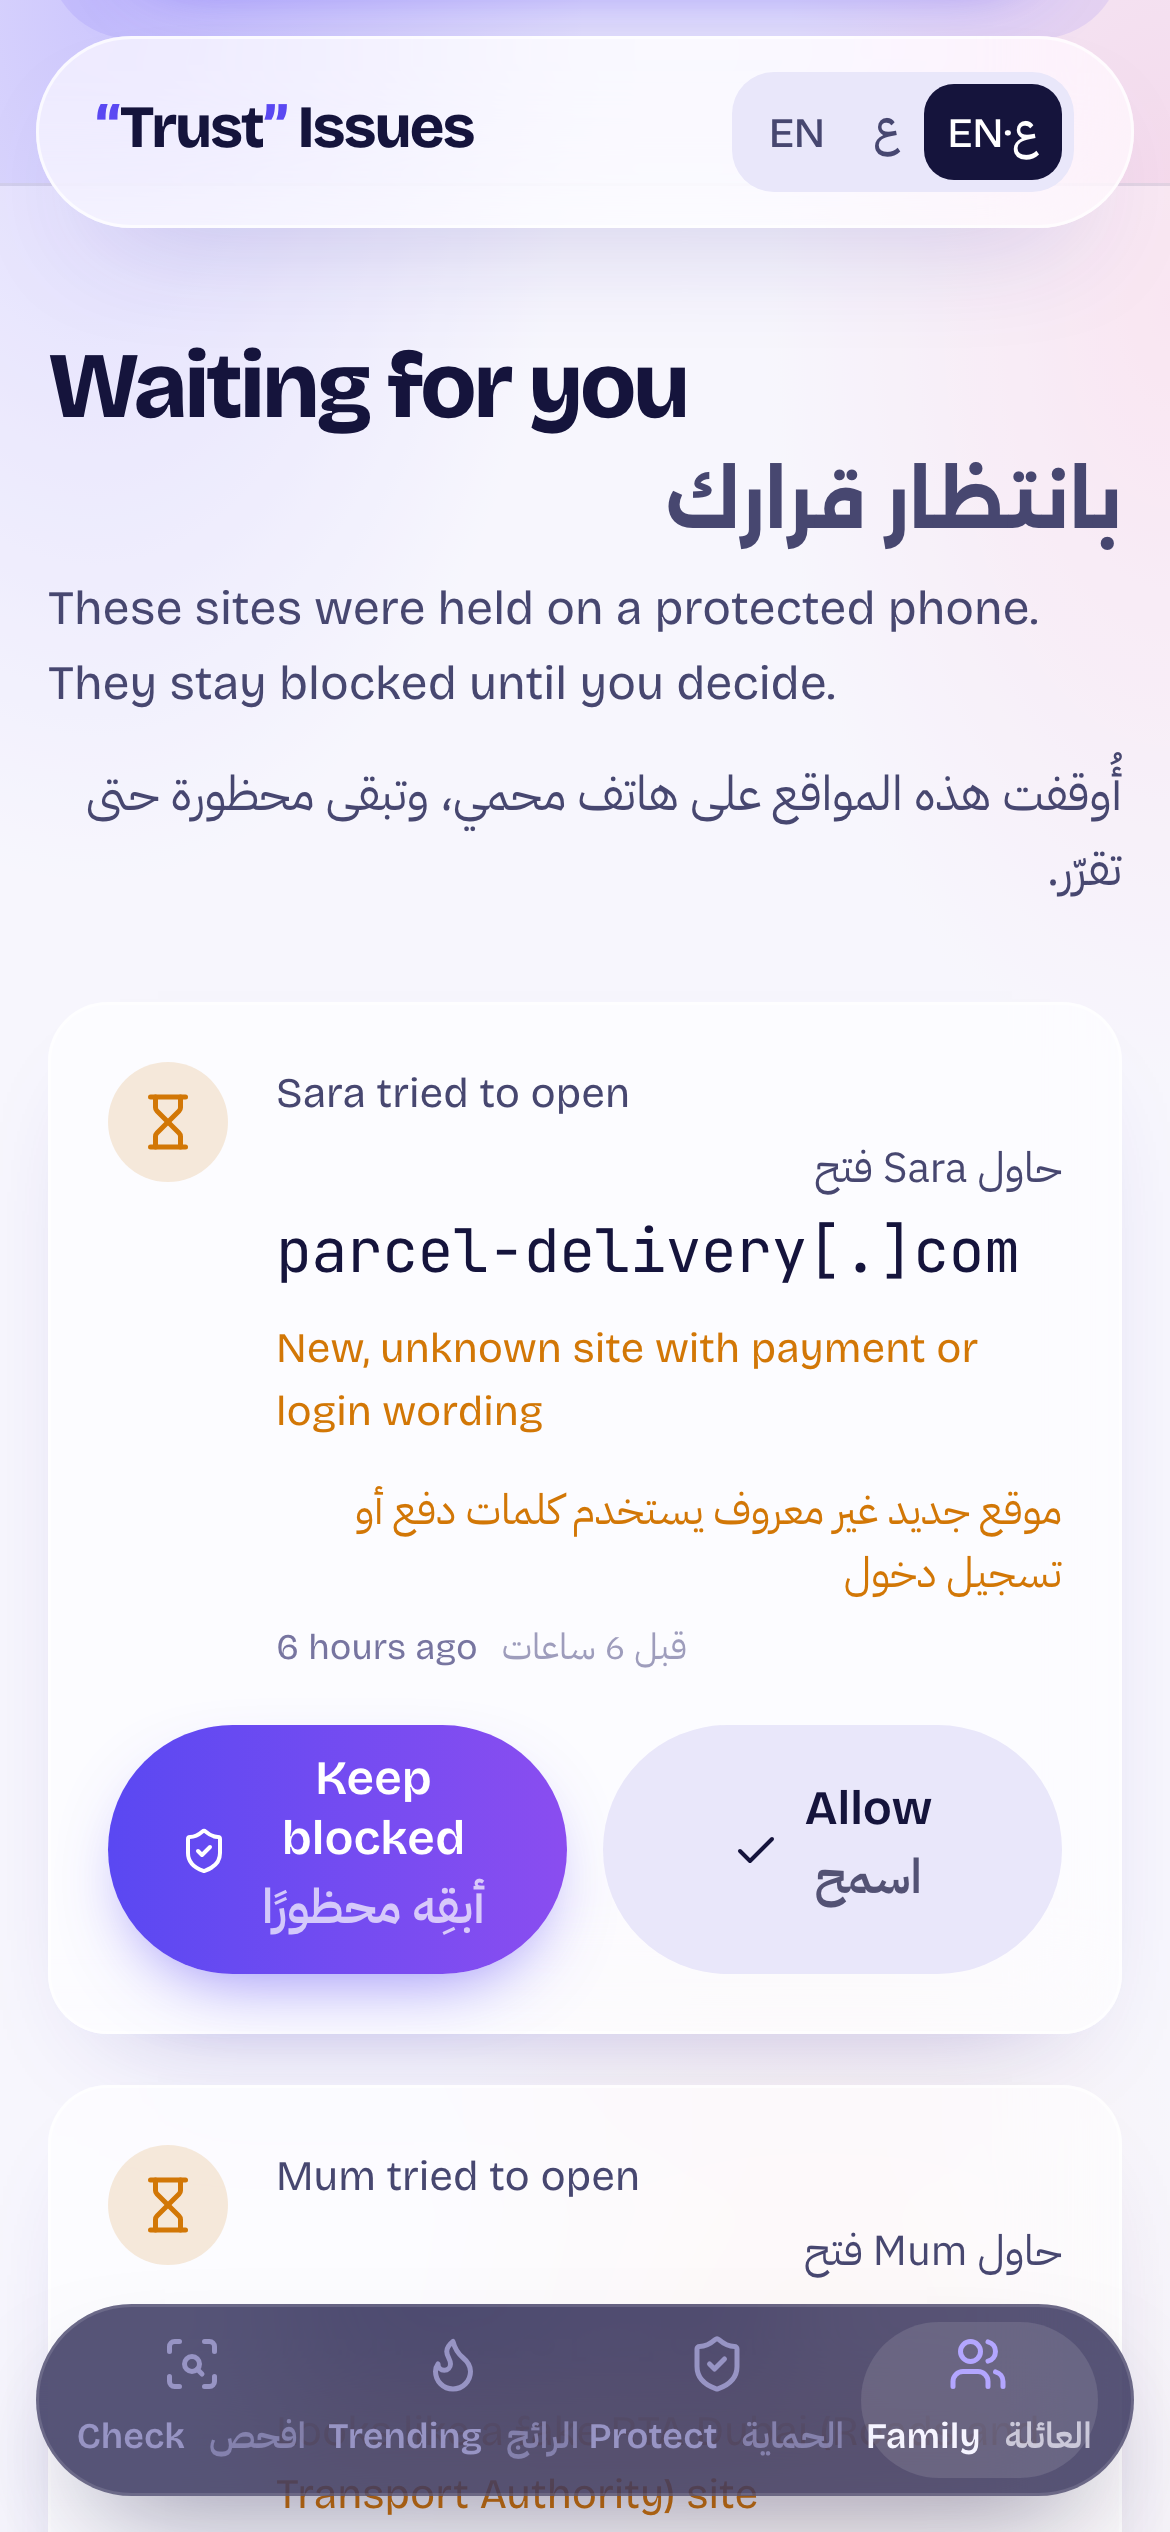 “Trust” Issues
EN ع EN·ع
Waiting for you
بانتظار قرارك
These sites were held on a protected phone.
They stay blocked until you decide.
أُوقفت هذه المواقع على هاتف محمي، وتبقى محظورة حتى
تقرّر.
Sara tried to open
حاول Sara فتح
parcel-delivery[.]com
New, unknown site with payment or
login wording
موقع جديد غير معروف يستخدم كلمات دفع أو
تسجيل دخول
6 hours ago قبل 6 ساعات
Keep
blocked
أبقِه محظورًا
Allow
اسمح
Mum tried to open
حاول Mum فتح
Check افحص Trending الرائج Protect الحماية Family العائلة
Transport Authority) site